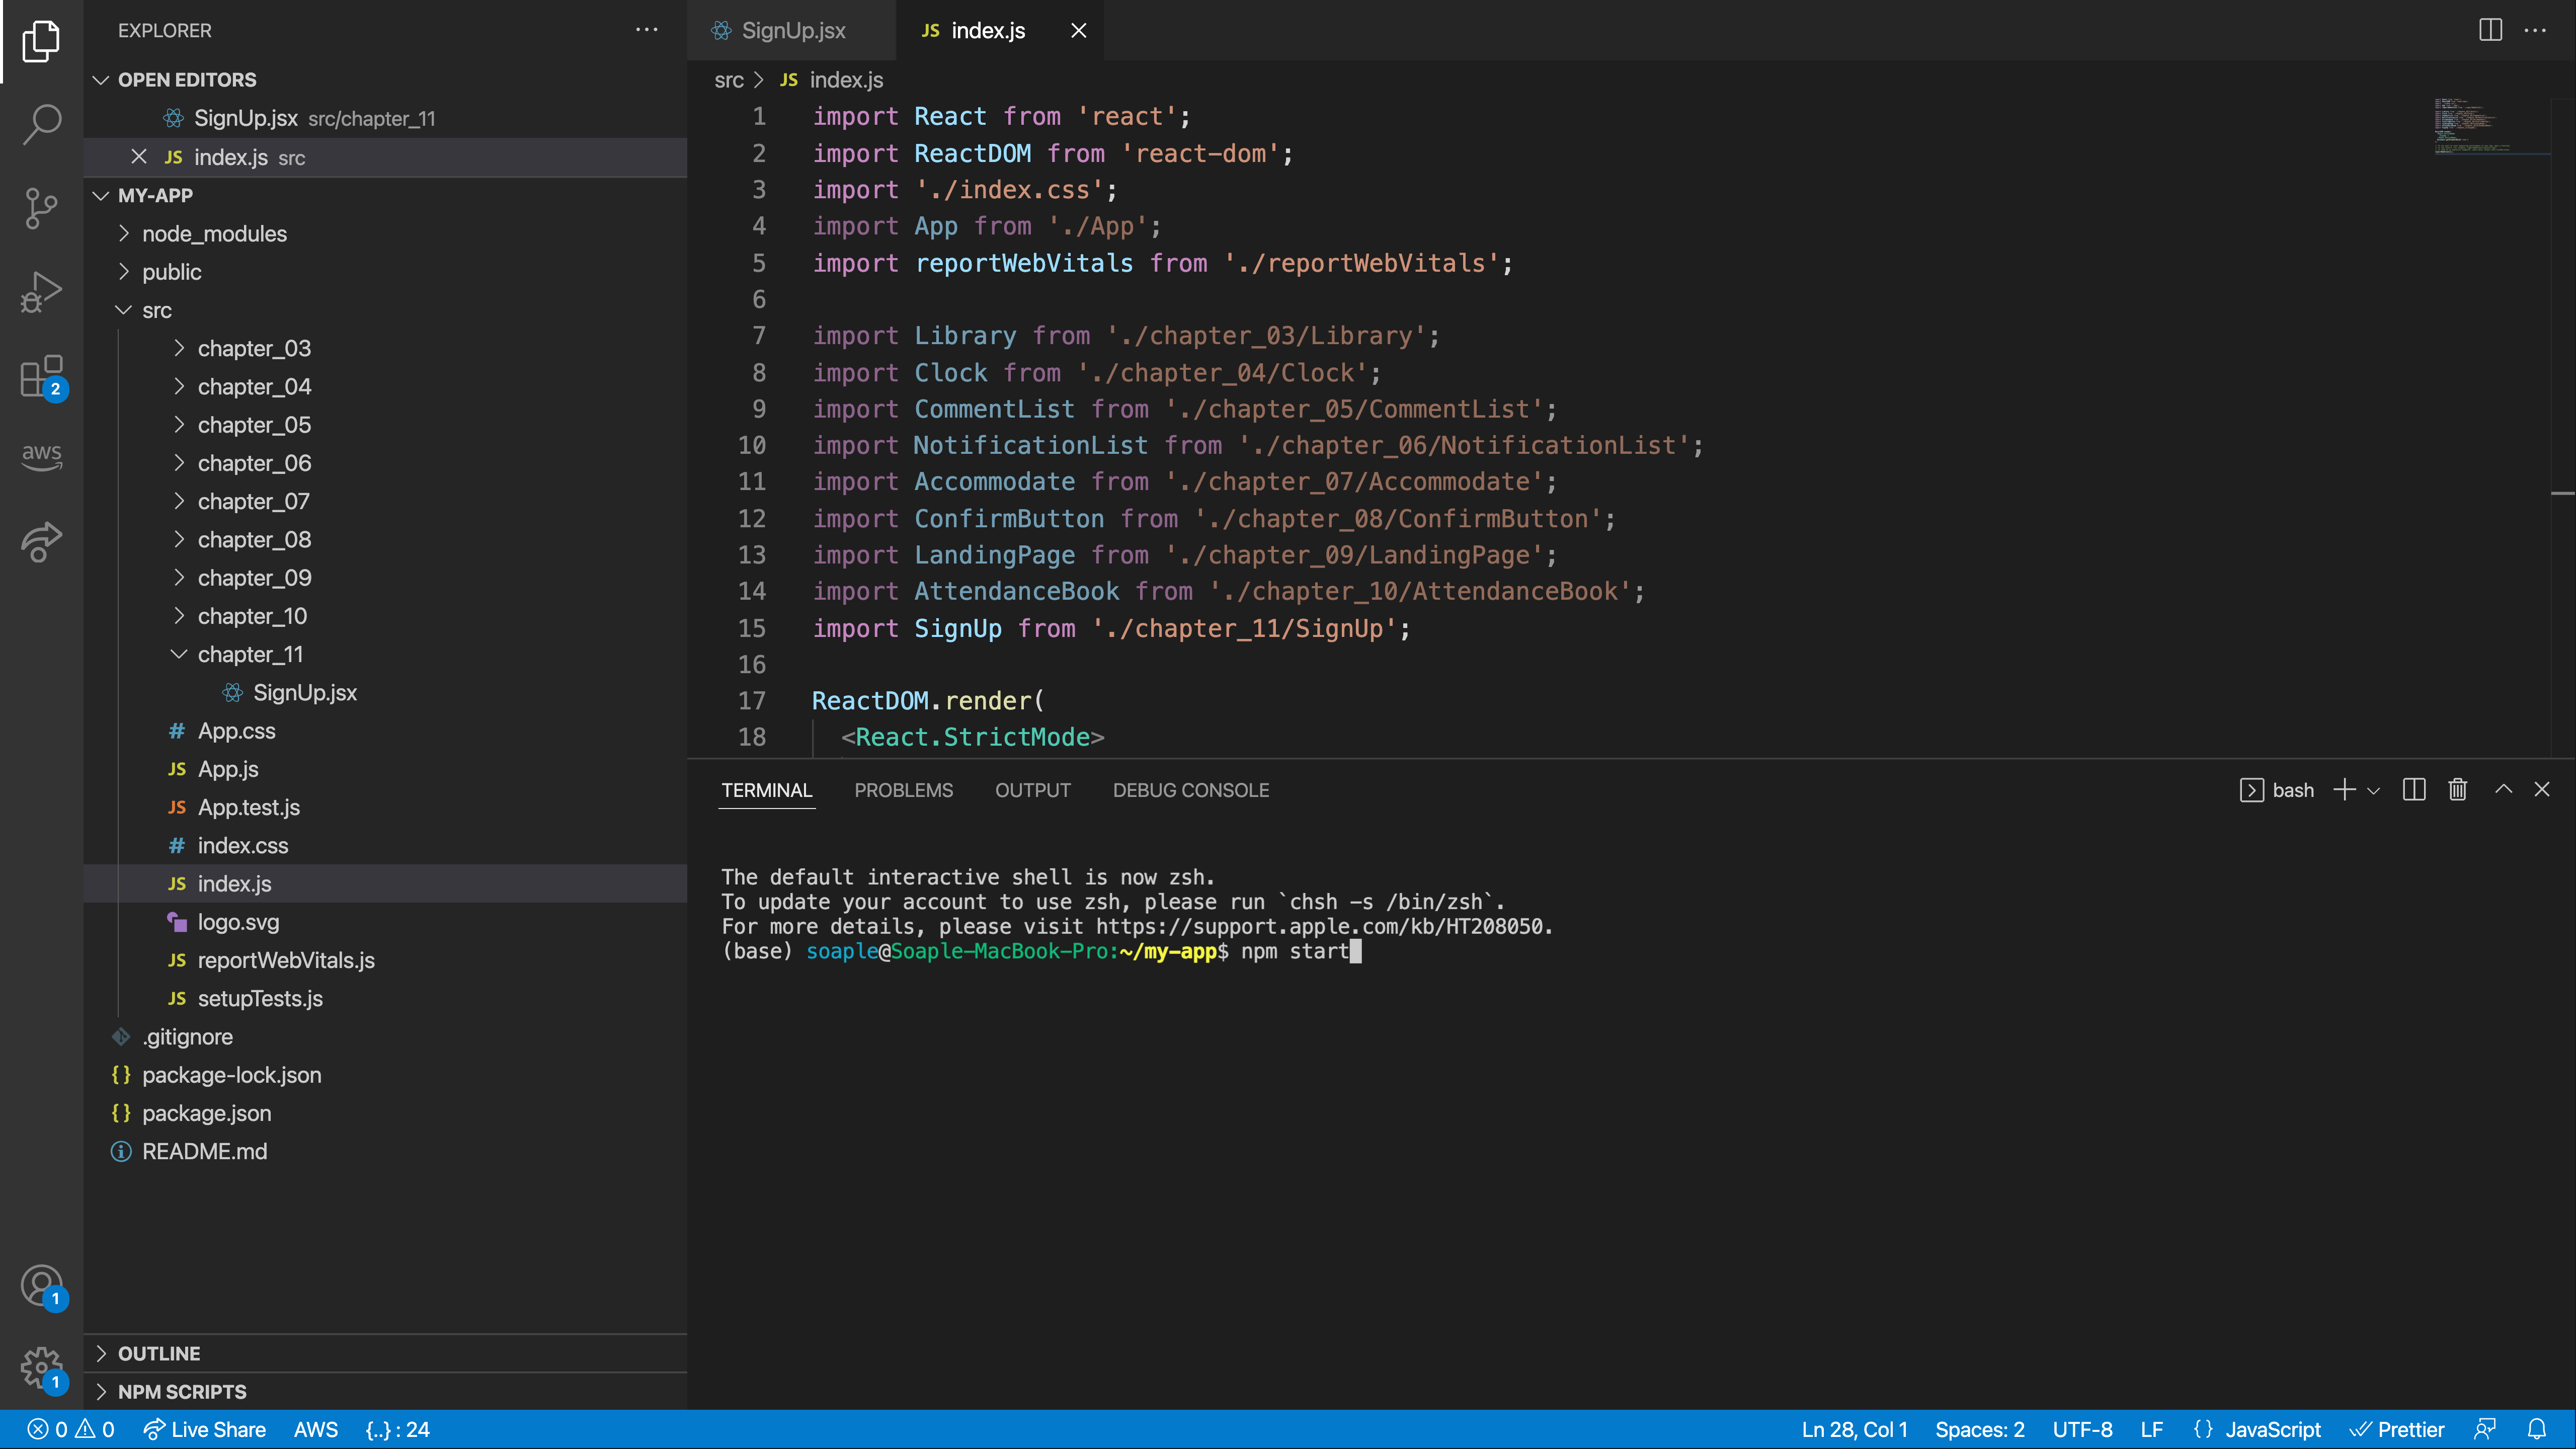 EXPLORER
OPEN EDITORS
SignUp.jsx src/chapter_11
JS index.js src
MY-APP
node_modules
public
src
chapter_03
chapter_04
chapter_05
chapter_06
chapter_07
chapter_08
chapter_09
chapter_10
chapter_11
SignUp.jsx
# App.css
JS App.js
JS App.test.js
# index.css
JS index.js
logo.svg
JS reportWebVitals.js
JS setupTests.js
.gitignore
{} package-lock.json
{} package.json
README.md
OUTLINE
NPM SCRIPTS
2
aws
1
1
SignUp.jsx
JS index.js
src > JS index.js
1 import React from 'react';
2 import ReactDOM from 'react-dom';
3 import './index.css';
4 import App from './App';
5 import reportWebVitals from './reportWebVitals';
6
7 import Library from './chapter_03/Library';
8 import Clock from './chapter_04/Clock';
9 import CommentList from './chapter_05/CommentList';
10 import NotificationList from './chapter_06/NotificationList';
11 import Accommodate from './chapter_07/Accommodate';
12 import ConfirmButton from './chapter_08/ConfirmButton';
13 import LandingPage from './chapter_09/LandingPage';
14 import AttendanceBook from './chapter_10/AttendanceBook';
15 import SignUp from './chapter_11/SignUp';
16
17 ReactDOM.render(
18 <React.StrictMode>
TERMINAL PROBLEMS OUTPUT DEBUG CONSOLE bash
The default interactive shell is now zsh.
To update your account to use zsh, please run `chsh -s /bin/zsh`.
For more details, please visit https://support.apple.com/kb/HT208050.
(base) soaple@Soaple-MacBook-Pro:~/my-app$ npm start
0 0 Live Share AWS {..} : 24 Ln 28, Col 1 Spaces: 2 UTF-8 LF {} JavaScript Prettier